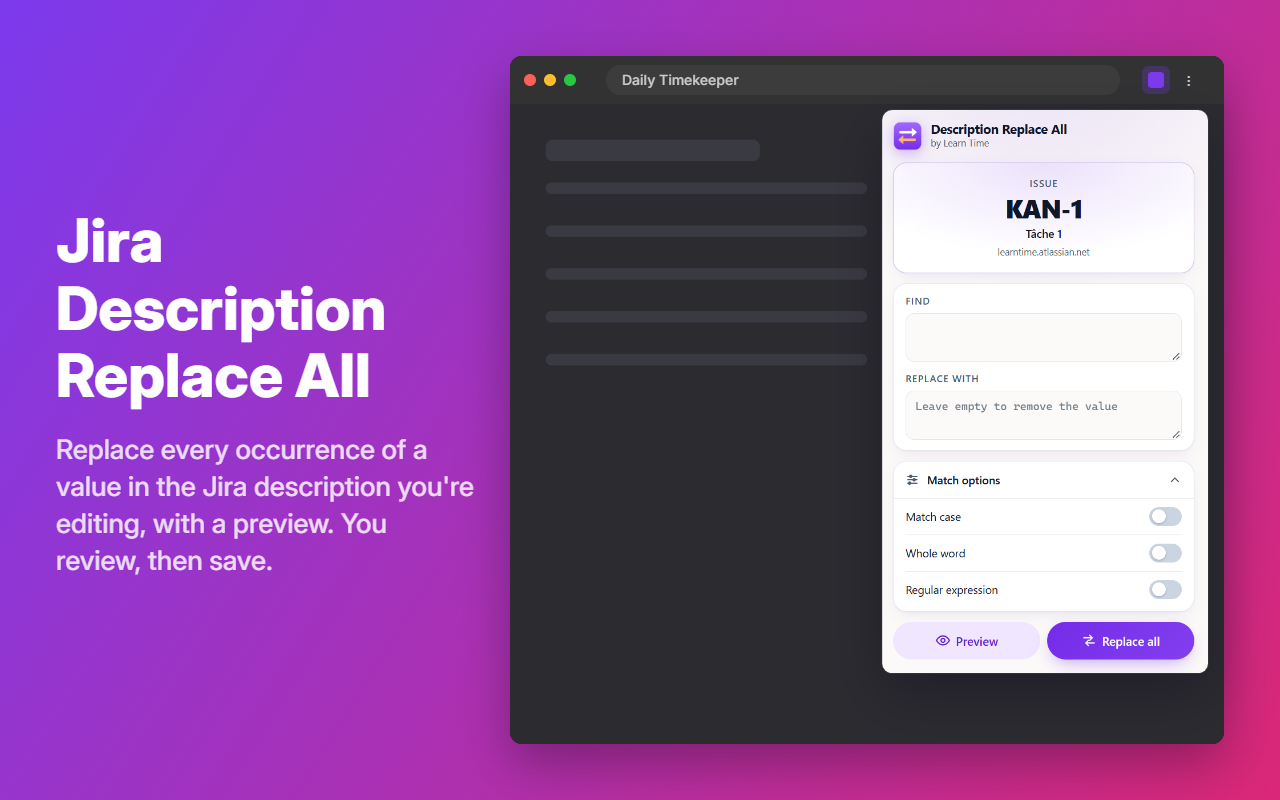 Jira
Description
Replace All
Replace every occurrence of a
value in the Jira description you're
editing, with a preview. You
review, then save.
Daily Timekeeper
Description Replace All
by Learn Time
ISSUE
KAN-1
Tâche 1
learntime.atlassian.net
FIND
REPLACE WITH
Leave empty to remove the value
Match options
Match case
Whole word
Regular expression
Preview
Replace all